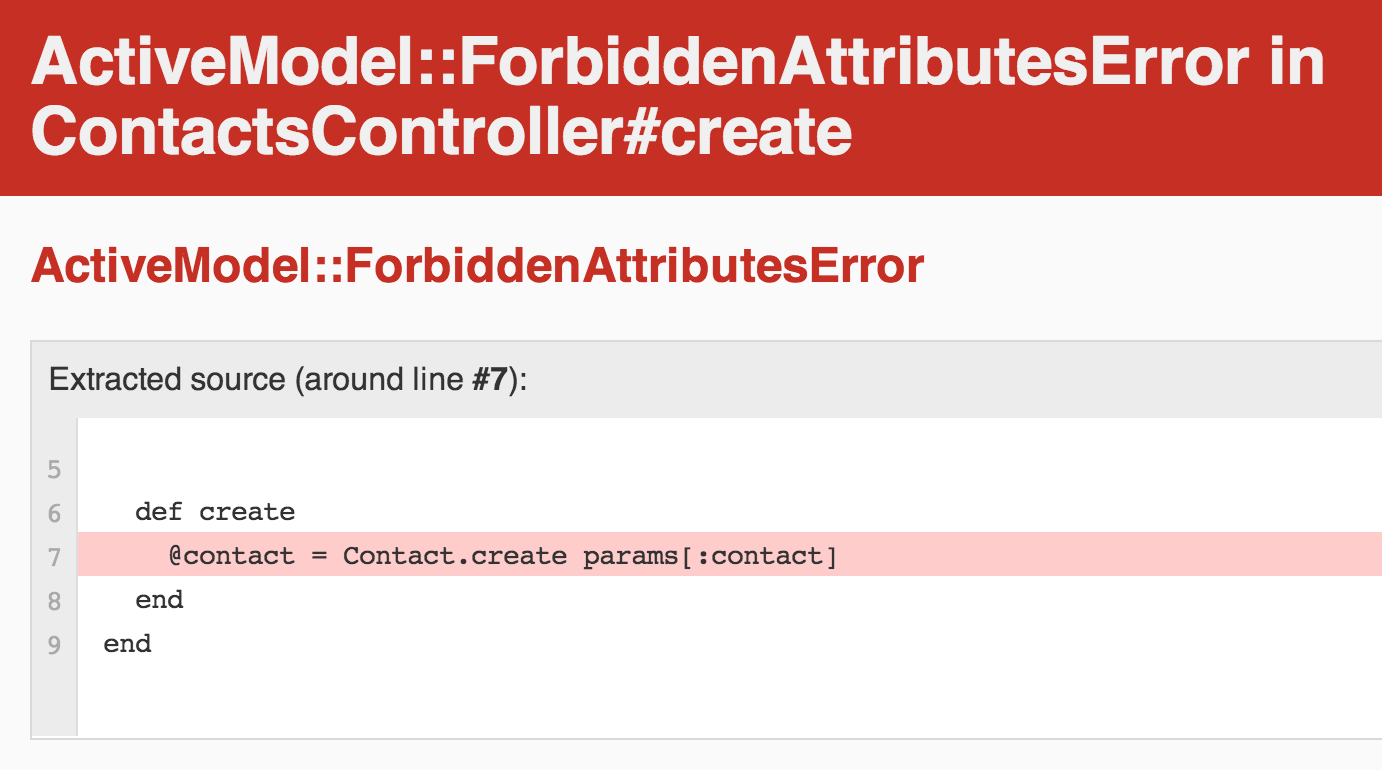 ActiveModel::ForbiddenAttributesError in
ContactsController#create
ActiveModel::ForbiddenAttributesError
Extracted source (around line #7):
5
6 def create
7 @contact = Contact.create params[:contact]
8 end
9 end